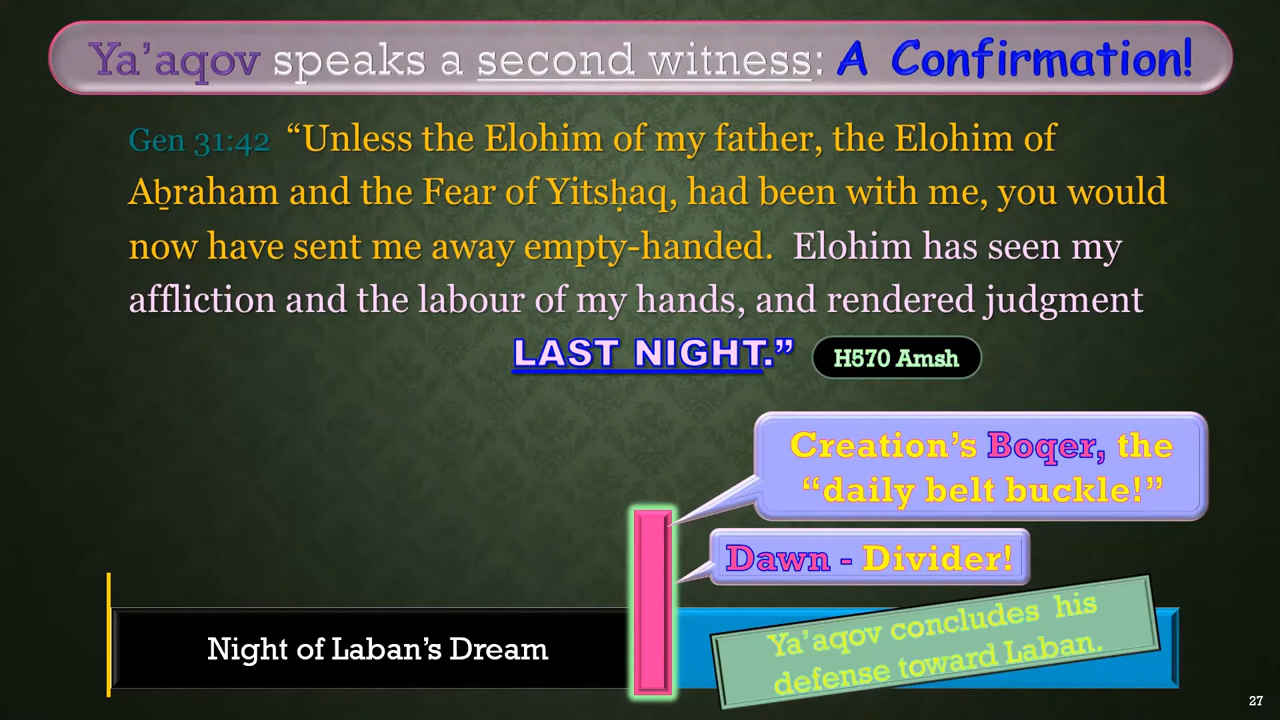 Ya’aqov speaks a second witness: A Confirmation!
Gen 31:42 “Unless the Elohim of my father, the Elohim of
Aḇraham and the Fear of Yitsḥaq, had been with me, you would
now have sent me away empty-handed. Elohim has seen my
affliction and the labour of my hands, and rendered judgment
LAST NIGHT.”
H570 Amsh
Creation’s Boqer, the
“daily belt buckle!”
Dawn - Divider!
Night of Laban’s Dream
Ya’aqov concludes his
defense toward Laban.
27